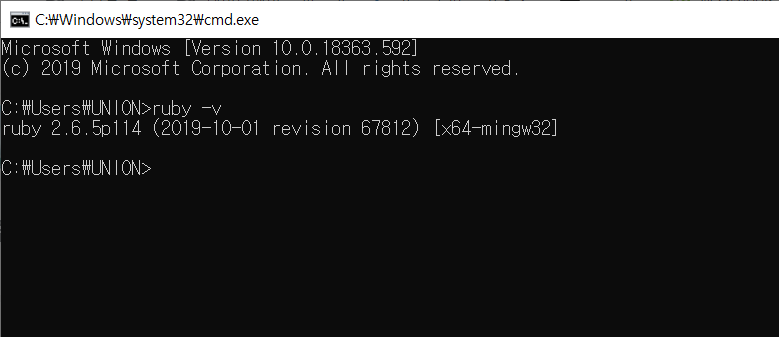 C:₩Windows₩system32₩cmd.exe
Microsoft Windows [Version 10.0.18363.592]
(c) 2019 Microsoft Corporation. All rights reserved.
C:₩Users₩UNION>ruby -v
ruby 2.6.5p114 (2019-10-01 revision 67812) [x64-mingw32]
C:₩Users₩UNION>